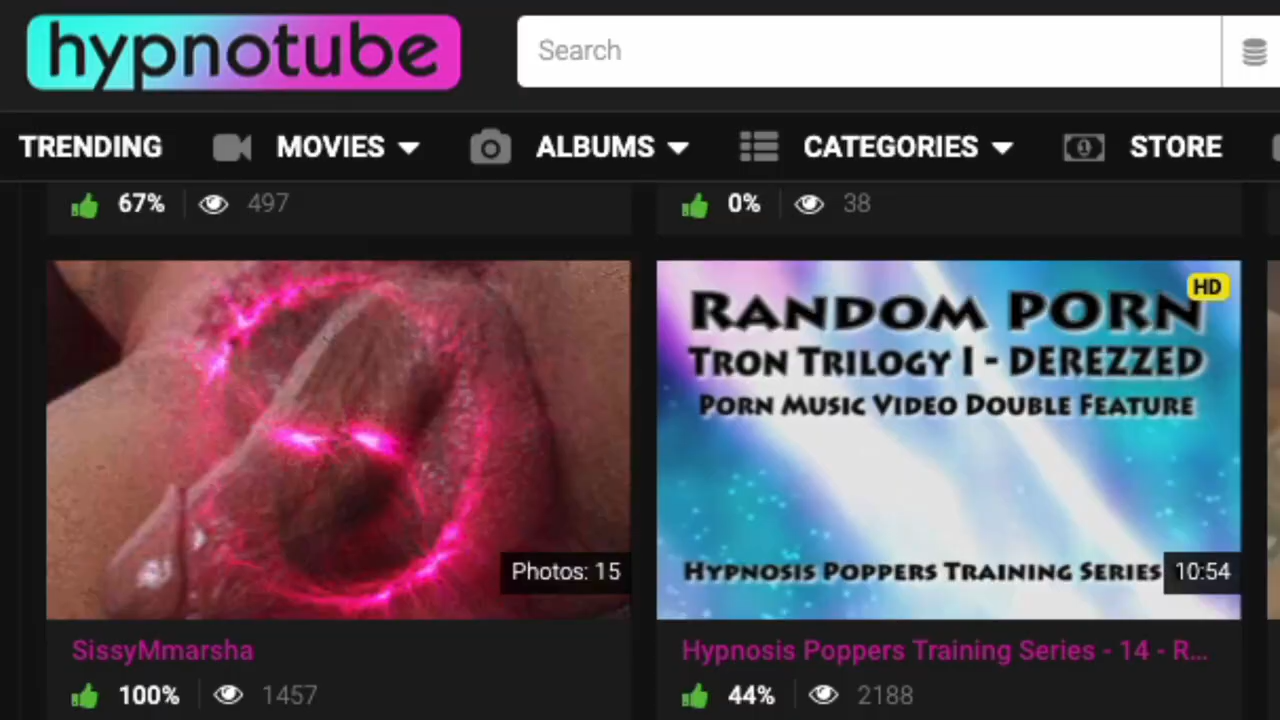 hypnotube
Search
TRENDING MOVIES ALBUMS CATEGORIES STORE
67% 497
0% 38
HD
RANDOM PORN
TRON TRILOGY I - DEREZZED
PORN MUSIC VIDEO DOUBLE FEATURE
HYPNOSIS POPPERS TRAINING SERIES
Photos: 15
10:54
SissyMmarsha
Hypnosis Poppers Training Series - 14 - R...
100% 1457
44% 2188